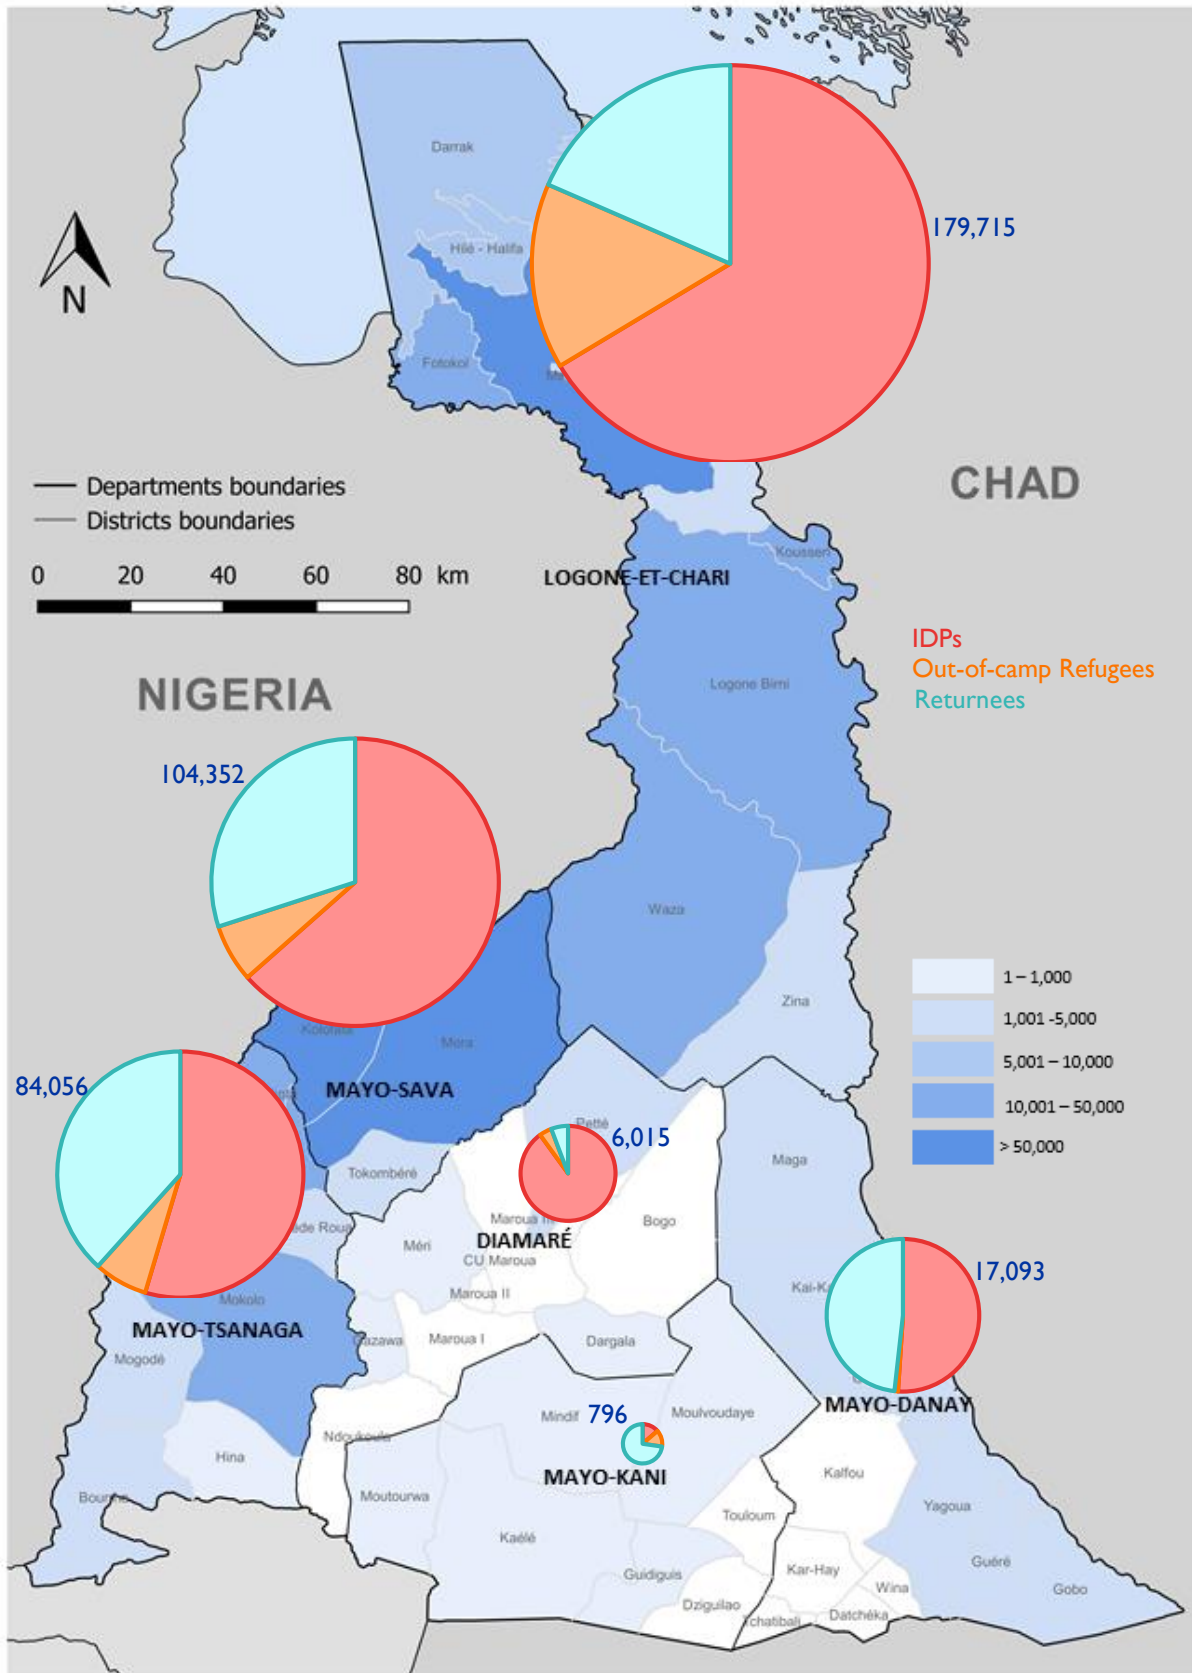 Darrak
179,715
Hilé - Halifa
N
Fotokol
CHAD
Departments boundaries
Districts boundaries
0 20 40 60 80 km
LOGONE-ET-CHARI
IDPs
Out-of-camp Refugees
Returnees
NIGERIA
Logone Birni
104,352
Waza
1 – 1,000
1,001 -5,000
5,001 – 10,000
10,001 – 50,000
> 50,000
Zina
Kolofata
Mora
MAYO-SAVA
84,056
Petté
6,015
Tokombéré
Maga
Maroua III
Bogo
DIAMARÉ
Méri
CU Maroua
17,093
Maroua II
Mokolo
MAYO-TSANAGA
Mogodé
Gazawa
Maroua I
Dargala
MAYO-DANAY
796
Mindif
Moulvoudaye
Ndoukoula
Hina
MAYO-KANI
Kalfou
Moutourwa
Yagoua
Touloum
Kaélé
Guéré
Guidiguis
Kar-Hay
Wina
Gobo
Dziguilao
Tchatibali
Datchéka